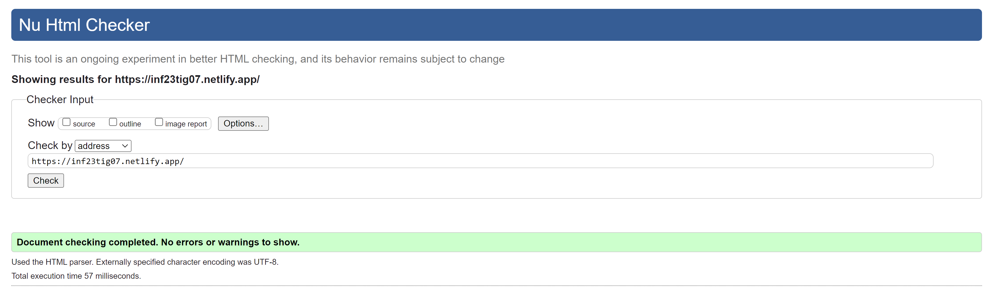 Nu Html Checker
This tool is an ongoing experiment in better HTML checking, and its behavior remains subject to change
Showing results for https://inf23tig07.netlify.app/
Checker Input
Show source outline image report Options...
Check by address
https://inf23tig07.netlify.app/
Check
Document checking completed. No errors or warnings to show.
Used the HTML parser. Externally specified character encoding was UTF-8.
Total execution time 57 milliseconds.